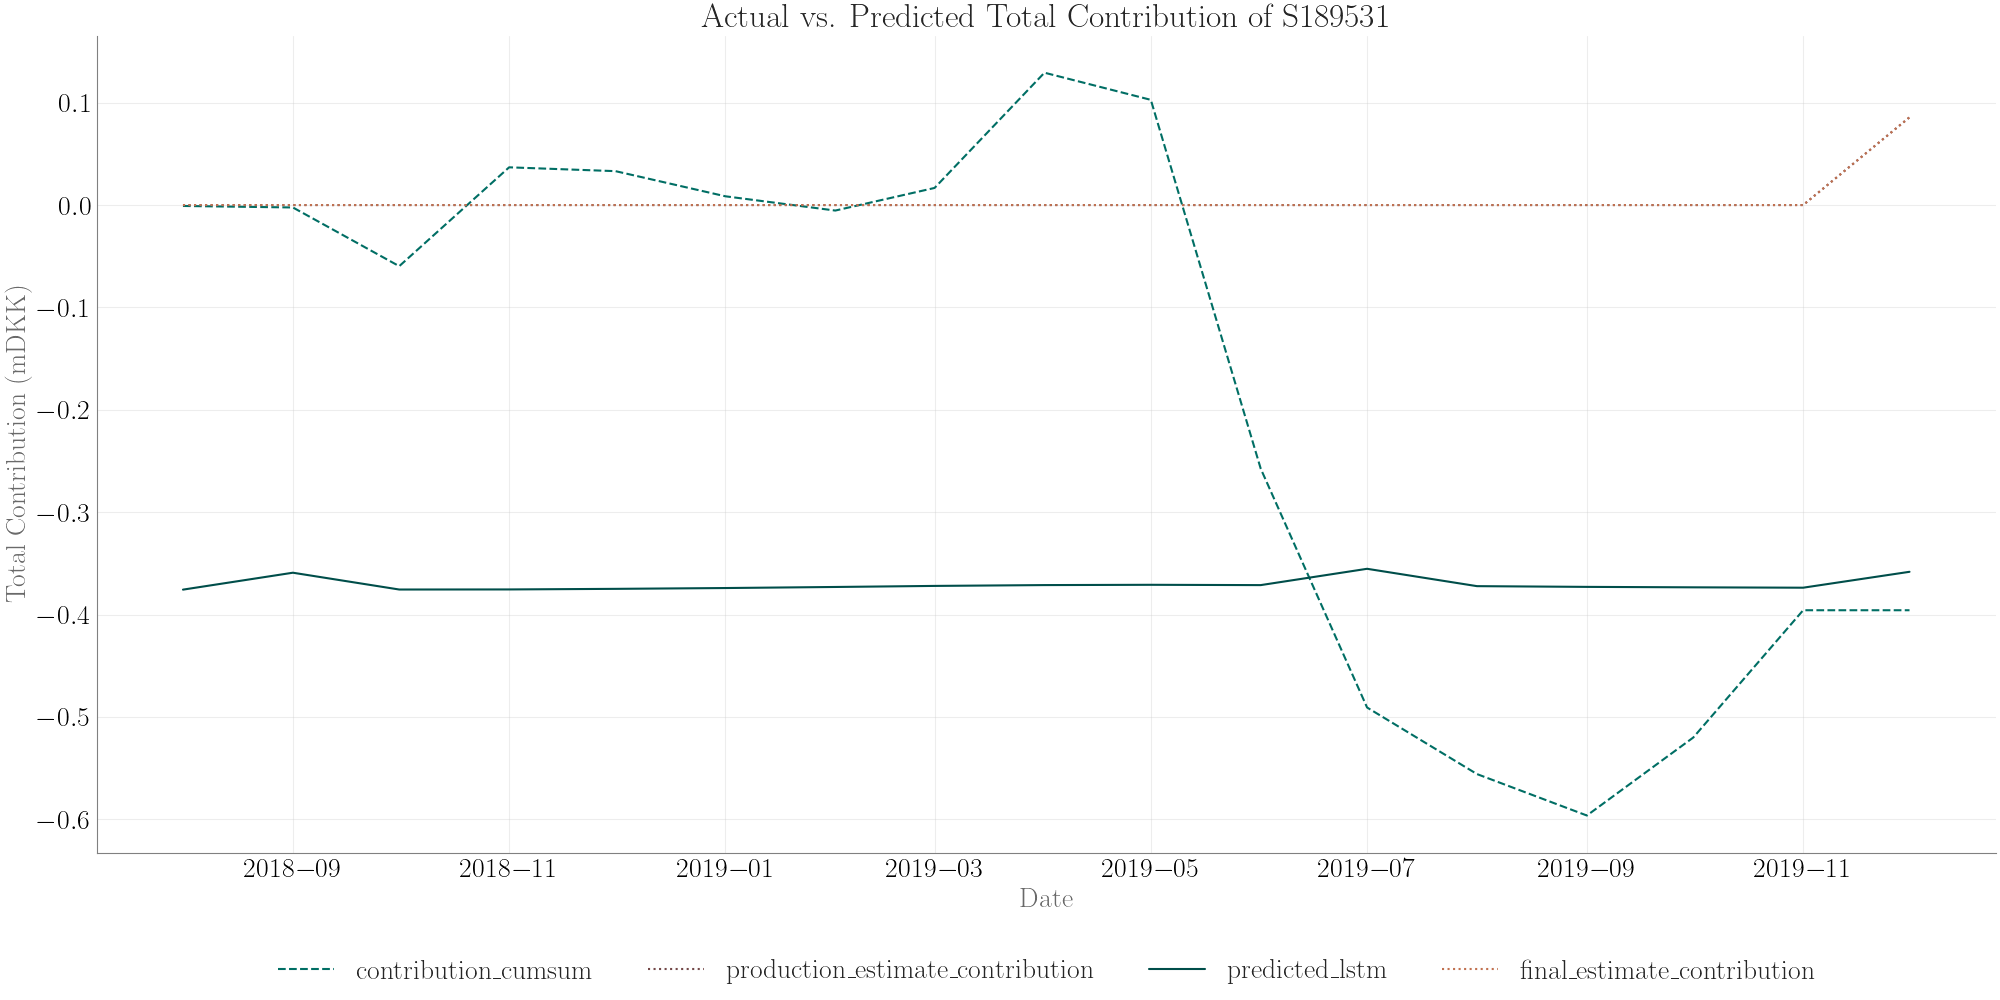 Actual vs. Predicted Total Contribution of S189531
Total Contribution (mDKK)
0.1
0.0
−0.1
−0.2
−0.3
−0.4
−0.5
−0.6
2018−09 2018−11 2019−01 2019−03 2019−05 2019−07 2019−09 2019−11
Date
contribution_cumsum production_estimate_contribution predicted_lstm final_estimate_contribution